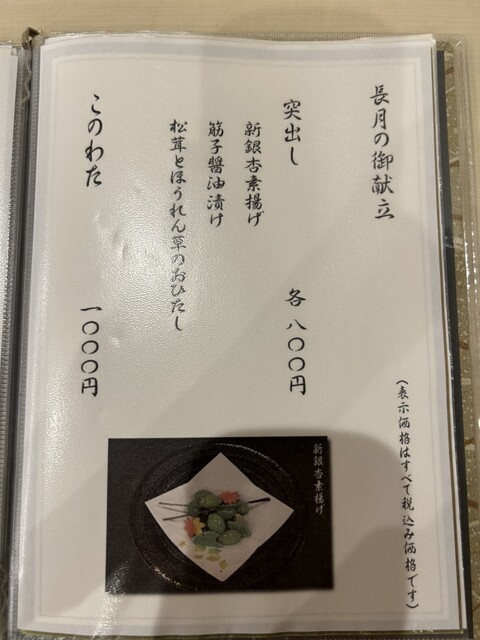 長月の御献立
(表示価格はすべて税込み価格です)
突出し 各 八〇〇円
新銀杏素揚げ
筋子醤油漬け
松茸とほうれん草のおひたし
このわた 一〇〇〇円
新銀杏素揚げ